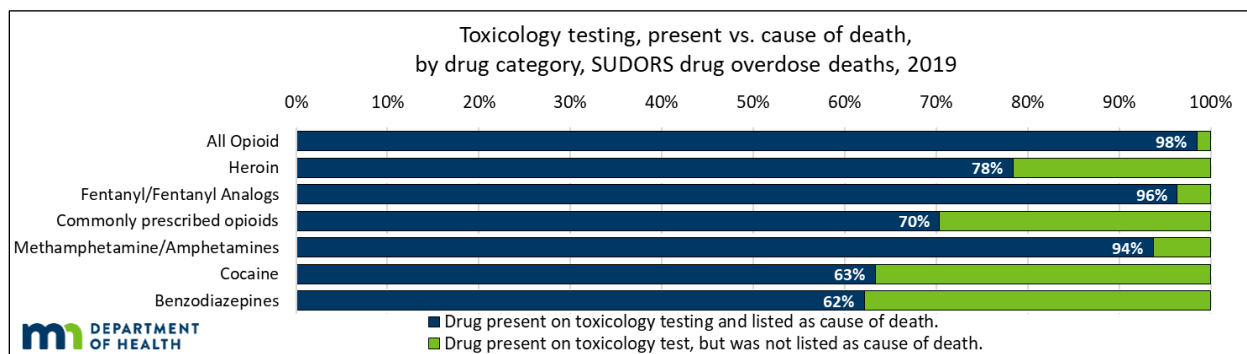 Toxicology testing, present vs. cause of death,
by drug category, SUDORS drug overdose deaths, 2019
0% 10% 20% 30% 40% 50% 60% 70% 80% 90% 100%
All Opioid 98%
Heroin 78%
Fentanyl/Fentanyl Analogs 96%
Commonly prescribed opioids 70%
Methamphetamine/Amphetamines 94%
Cocaine 63%
Benzodiazepines 62%
mn DEPARTMENT
OF HEALTH
Drug present on toxicology testing and listed as cause of death.
Drug present on toxicology test, but was not listed as cause of death.